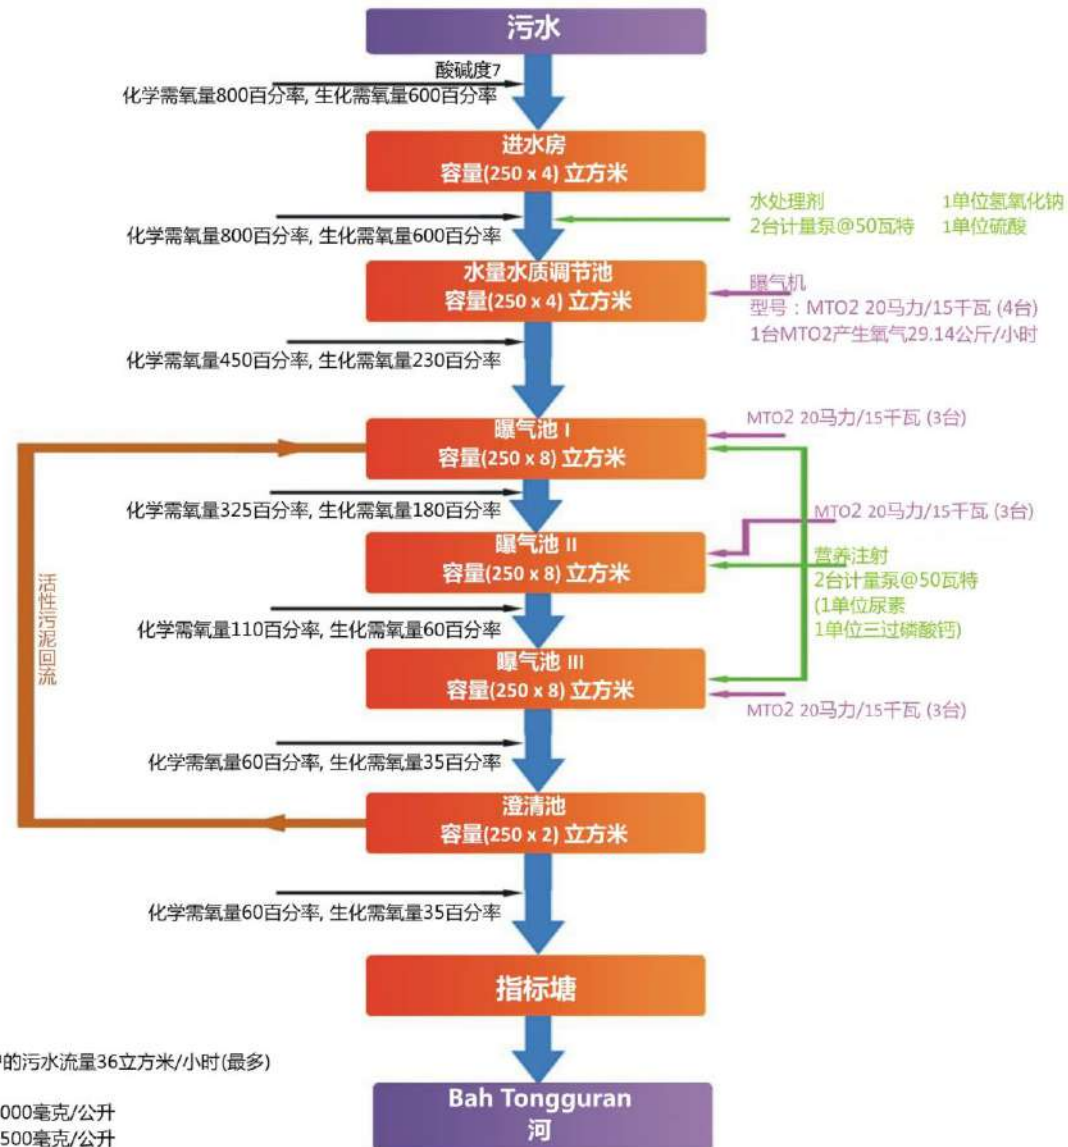 污水
酸碱度7
化学需氧量800百分率, 生化需氧量600百分率
进水房
容量(250 x 4) 立方米
水处理剂
2台计量泵@50瓦特
1单位氢氧化钠
1单位硫酸
化学需氧量800百分率, 生化需氧量600百分率
水量水质调节池
容量(250 x 4) 立方米
曝气机
型号：MTO2 20马力/15千瓦 (4台)
1台MTO2产生氧气29.14公斤/小时
化学需氧量450百分率, 生化需氧量230百分率
曝气池 I
容量(250 x 8) 立方米
MTO2 20马力/15千瓦 (3台)
化学需氧量325百分率, 生化需氧量180百分率
MTO2 20马力/15千瓦 (3台)
曝气池 II
容量(250 x 8) 立方米
营养注射
2台计量泵@50瓦特
(1单位尿素
1单位三过磷酸钙)
活性污泥回流
化学需氧量110百分率, 生化需氧量60百分率
曝气池 III
容量(250 x 8) 立方米
MTO2 20马力/15千瓦 (3台)
化学需氧量60百分率, 生化需氧量35百分率
澄清池
容量(250 x 2) 立方米
化学需氧量60百分率, 生化需氧量35百分率
指标塘
的污水流量36立方米/小时(最多)
000毫克/公升
500毫克/公升
Bah Tongguran
河